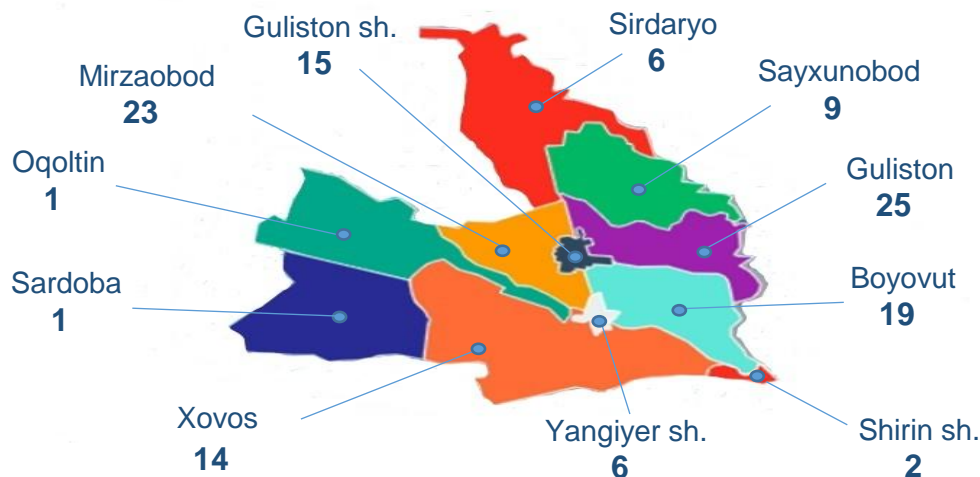 Guliston sh.
15
Sirdaryo
6
Mirzaobod
23
Sayxunobod
9
Oqoltin
1
Guliston
25
Sardoba
1
Boyovut
19
Xovos
14
Yangiyer sh.
6
Shirin sh.
2